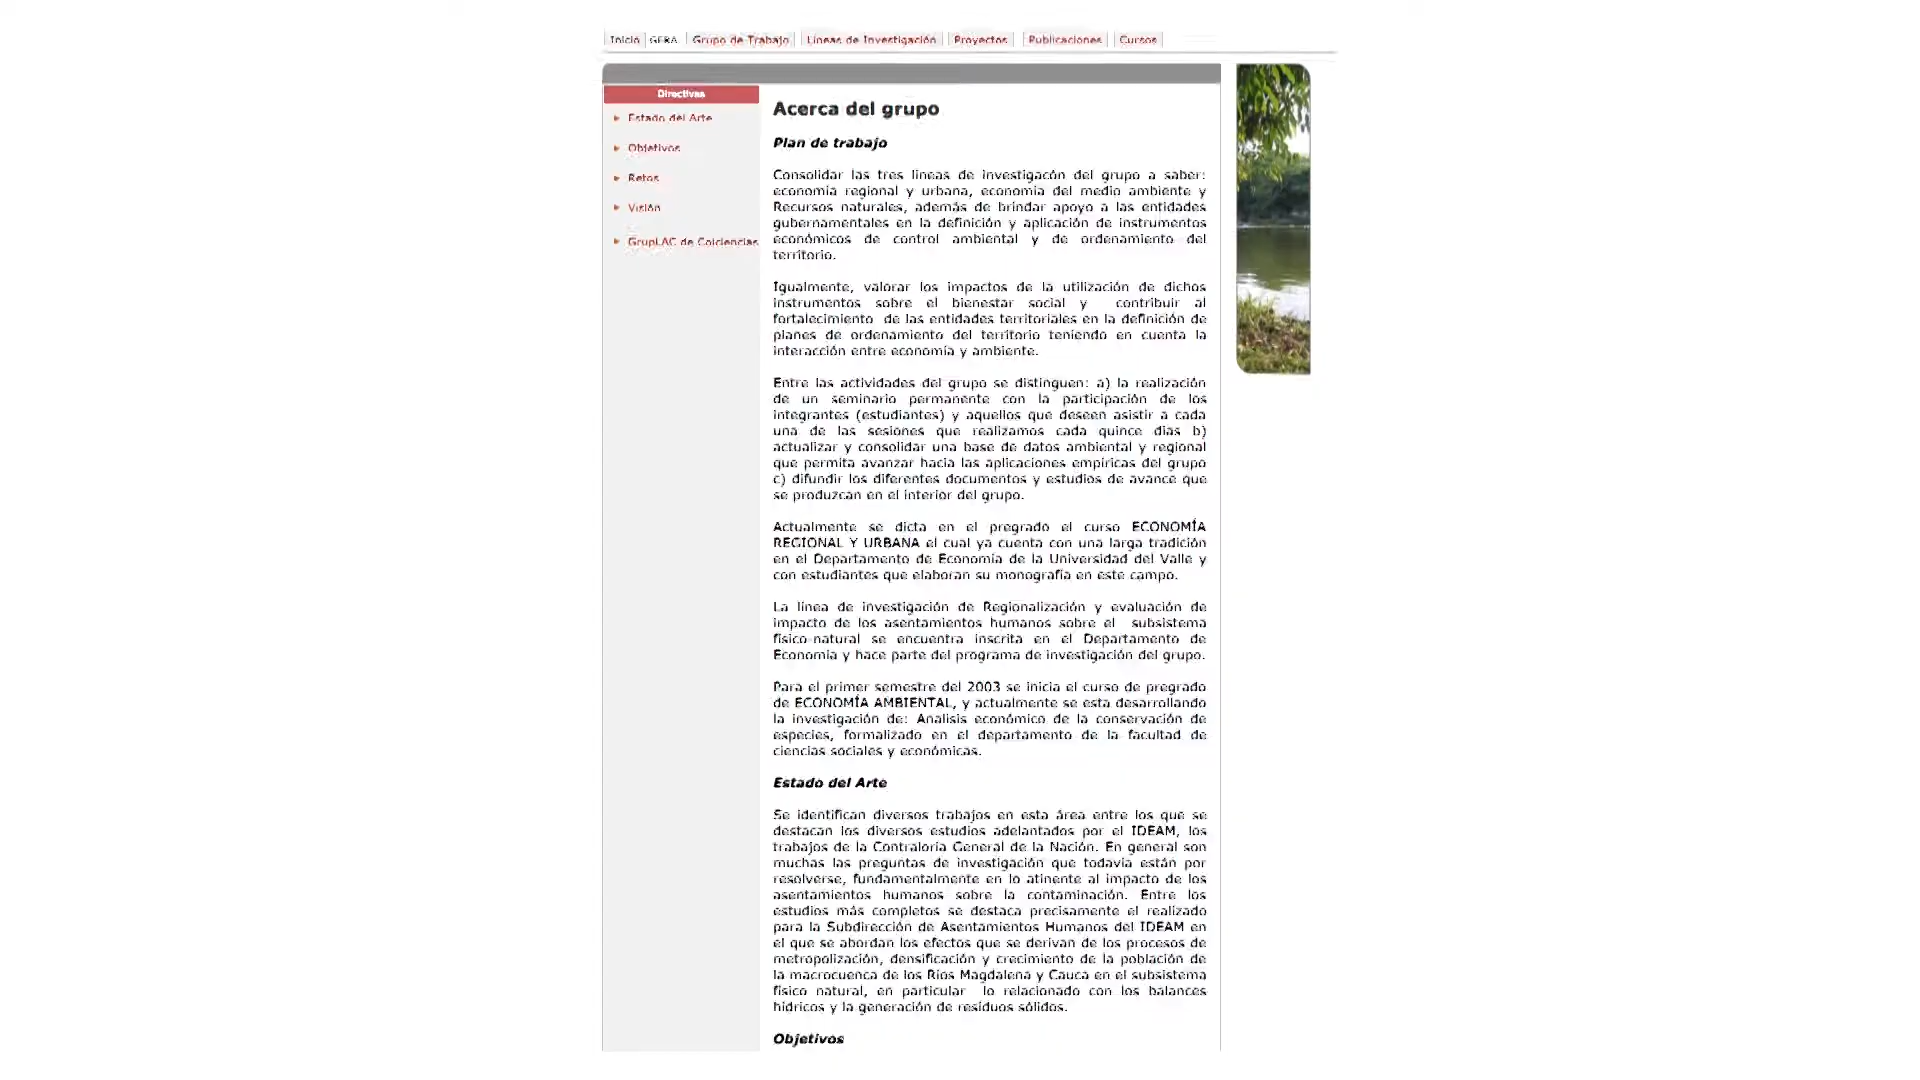 Inicio GERA Grupo de Trabajo Líneas de Investigación Proyectos Publicaciones Cursos
Directivas
Estado del Arte
Objetivos
Retos
Visión
GrupLAC de Colciencias
Acerca del grupo
Plan de trabajo
Consolidar las tres líneas de investigacón del grupo a saber:
economía regional y urbana, economía del medio ambiente y
Recursos naturales, además de brindar apoyo a las entidades
gubernamentales en la definición y aplicación de instrumentos
económicos de control ambiental y de ordenamiento del
territorio.
Igualmente, valorar los impactos de la utilización de dichos
instrumentos sobre el bienestar social y contribuir al
fortalecimiento de las entidades territoriales en la definición de
planes de ordenamiento del territorio teniendo en cuenta la
interacción entre economía y ambiente.
Entre las actividades del grupo se distinguen: a) la realización
de un seminario permanente con la participación de los
integrantes (estudiantes) y aquellos que deseen asistir a cada
una de las sesiones que realizamos cada quince días b)
actualizar y consolidar una base de datos ambiental y regional
que permita avanzar hacia las aplicaciones empíricas del grupo
c) difundir los diferentes documentos y estudios de avance que
se produzcan en el interior del grupo.
Actualmente se dicta en el pregrado el curso ECONOMÍA
REGIONAL Y URBANA el cual ya cuenta con una larga tradición
en el Departamento de Economía de la Universidad del Valle y
con estudiantes que elaboran su monografía en este campo.
La línea de investigación de Regionalización y evaluación de
impacto de los asentamientos humanos sobre el subsistema
físico-natural se encuentra inscrita en el Departamento de
Economía y hace parte del programa de investigación del grupo.
Para el primer semestre del 2003 se inicia el curso de pregrado
de ECONOMÍA AMBIENTAL, y actualmente se esta desarrollando
la investigación de: Análisis económico de la conservación de
especies, formalizado en el departamento de la facultad de
ciencias sociales y económicas.
Estado del Arte
Se identifican diversos trabajos en esta área entre los que se
destacan los diversos estudios adelantados por el IDEAM, los
trabajos de la Contraloría General de la Nación. En general son
muchas las preguntas de investigación que todavía están por
resolverse, fundamentalmente en lo atinente al impacto de los
asentamientos humanos sobre la contaminación. Entre los
estudios más completos se destaca precisamente el realizado
para la Subdirección de Asentamientos Humanos del IDEAM en
el que se abordan los efectos que se derivan de los procesos de
metropolización, densificación y crecimiento de la población de
la macrocuenca de los Ríos Magdalena y Cauca en el subsistema
físico natural, en particular lo relacionado con los balances
hídricos y la generación de resíduos sólidos.
Objetivos